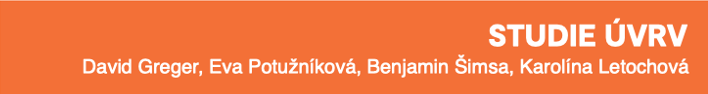 STUDIE ÚVRV
David Greger, Eva Potužníková, Benjamin Šimsa, Karolína Letochová